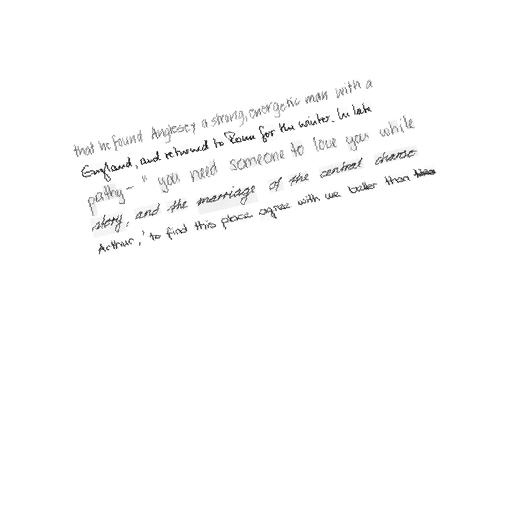 that he found Anglesey a strong, energetic man with a
England, and returned to Rome for the winter. In late
pathy- " you need someone to love you while
story, and the marriage of the central charac-
Arthur,' to find this place agree with we better than